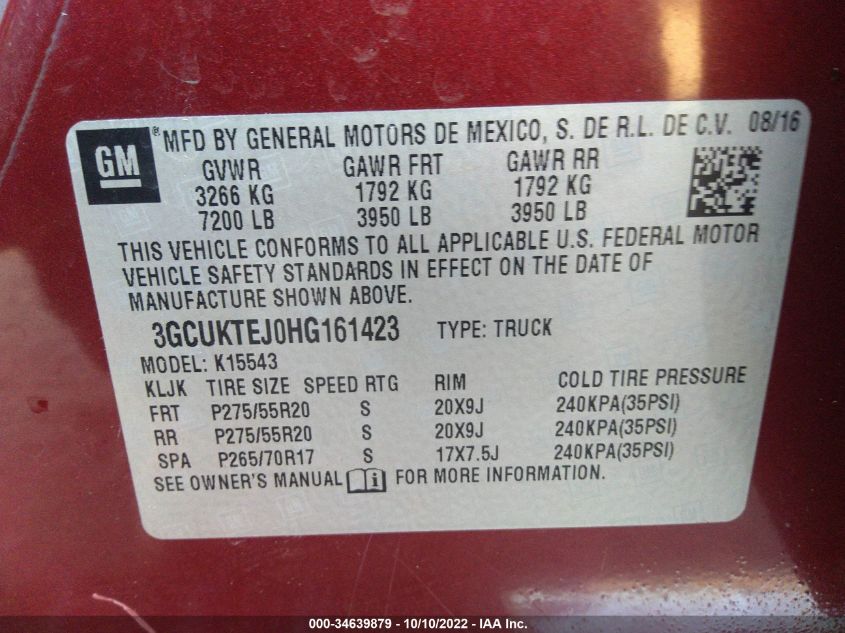 GM ® MFD BY GENERAL MOTORS DE MEXICO, S. DE R.L. DE C.V. 08/16
GVWR GAWR FRT GAWR RR
3266 KG 1792 KG 1792 KG
7200 LB 3950 LB 3950 LB
THIS VEHICLE CONFORMS TO ALL APPLICABLE U.S. FEDERAL MOTOR
VEHICLE SAFETY STANDARDS IN EFFECT ON THE DATE OF
MANUFACTURE SHOWN ABOVE.
3GCUKTEJ0HG161423 TYPE: TRUCK
MODEL: K15543
KLJK TIRE SIZE SPEED RTG RIM COLD TIRE PRESSURE
FRT P275/55R20 S 20X9J 240KPA(35PSI)
RR P275/55R20 S 20X9J 240KPA(35PSI)
SPA P265/70R17 S 17X7.5J 240KPA(35PSI)
SEE OWNER'S MANUAL i FOR MORE INFORMATION.
000-34639879 - 10/10/2022 - IAA Inc.